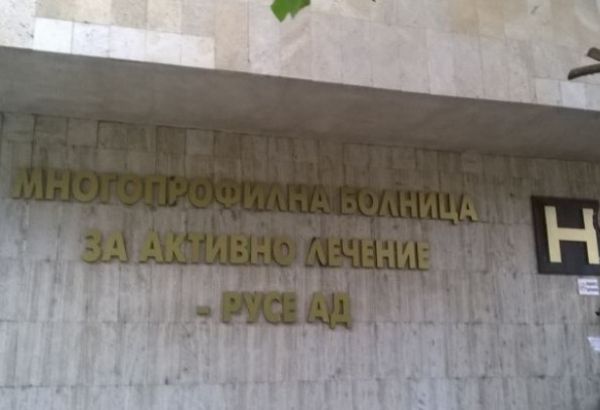 МНОГОПРОФИЛНА БОЛНИЦА
ЗА АКТИВНО ЛЕЧЕНИЕ
- РУСЕ АД
H